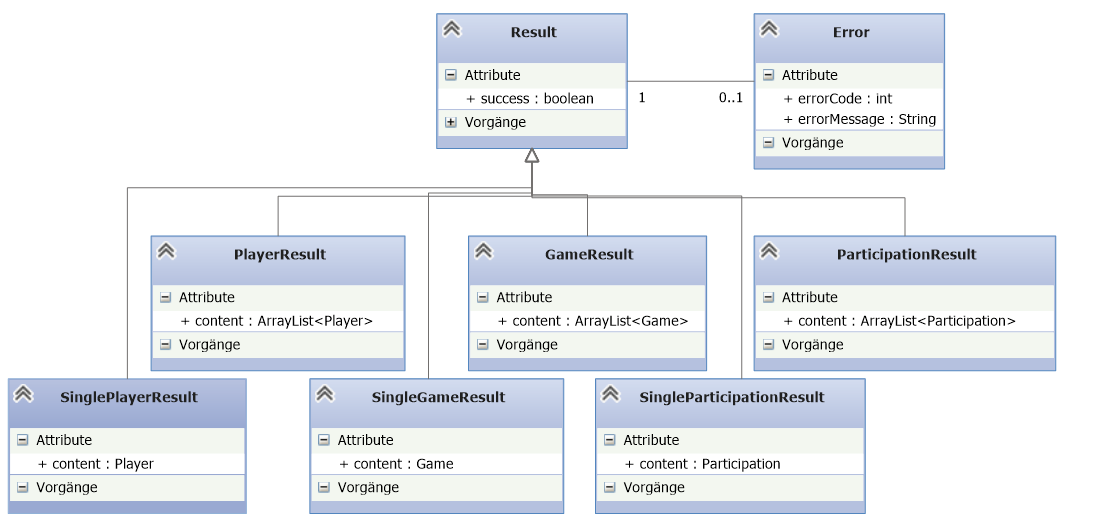 Result
Attribute
+ success : boolean
Vorgänge
Error
Attribute
+ errorCode : int
+ errorMessage : String
Vorgänge
1
0..1
PlayerResult
Attribute
+ content : ArrayList<Player>
Vorgänge
GameResult
Attribute
+ content : ArrayList<Game>
Vorgänge
ParticipationResult
Attribute
+ content : ArrayList<Participation>
Vorgänge
SinglePlayerResult
Attribute
+ content : Player
Vorgänge
SingleGameResult
Attribute
+ content : Game
Vorgänge
SingleParticipationResult
Attribute
+ content : Participation
Vorgänge